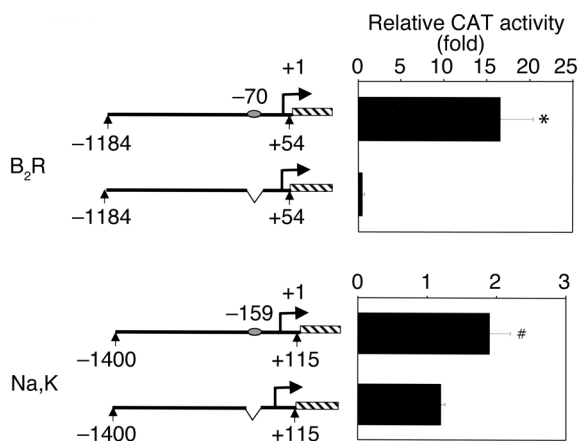 Relative CAT activity
(fold)
+1
0 5 10 15 20 25
−70
*
−1184 +54
B2R
−1184 +54
+1
0 1 2 3
−159
#
−1400 +115
Na,K
−1400 +115